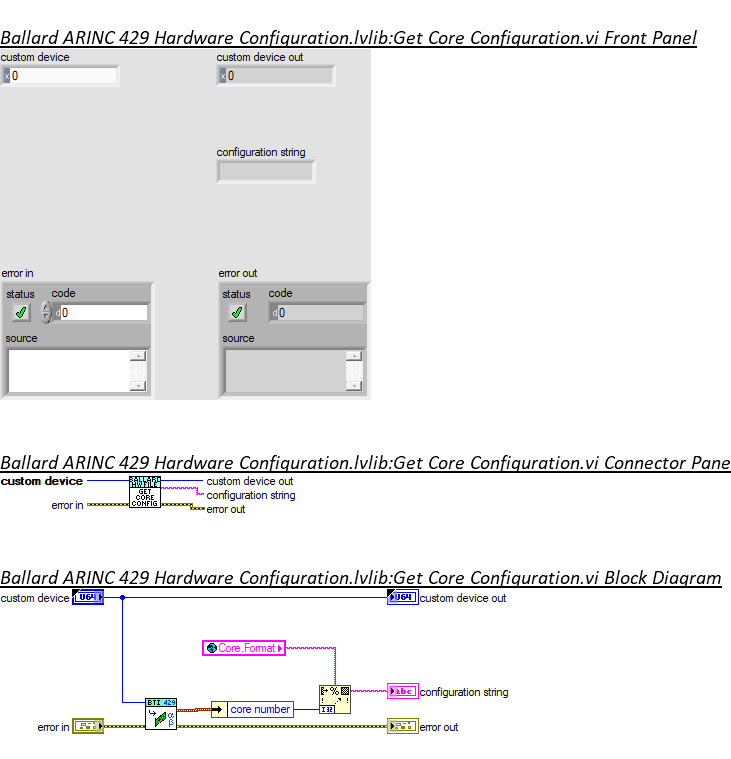 Ballard ARINC 429 Hardware Configuration.lvlib:Get Core Configuration.vi Front Panel
custom device
custom device out
x 0
x 0
configuration string
error in
error out
status code
status code
d 0
d 0
source
source
Ballard ARINC 429 Hardware Configuration.lvlib:Get Core Configuration.vi Connector Pane
custom device
BALLARD
HWFILE
GET
CORE
CONFIG
custom device out
configuration string
error in
error out
Ballard ARINC 429 Hardware Configuration.lvlib:Get Core Configuration.vi Block Diagram
custom device
U64
U64
custom device out
Core.Format
abc
configuration string
BTI 429
α
β
core number
I32
error in
error out